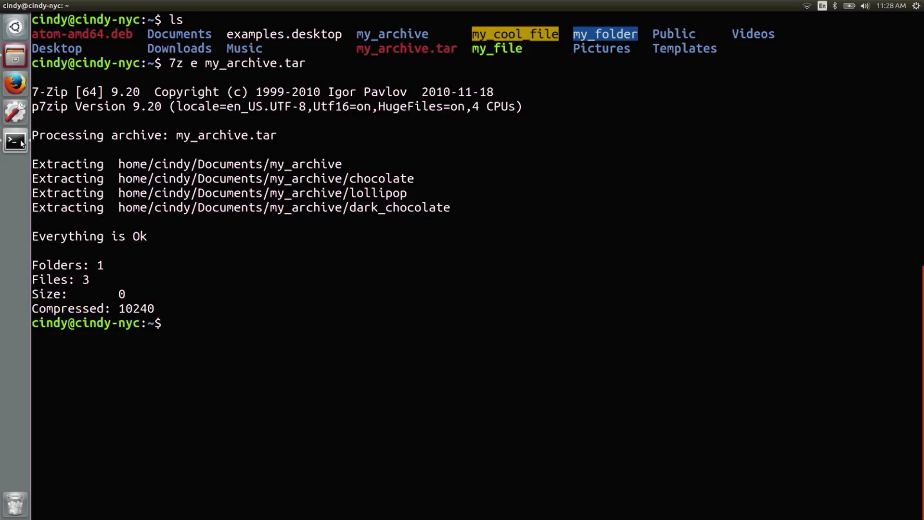 cindy@cindy-nyc: ~
En
11:28 AM
cindy@cindy-nyc:~$ ls
atom-amd64.deb Documents examples.desktop my_archive my_cool_file my_folder Public Videos
Desktop Downloads Music my_archive.tar my_file Pictures Templates
cindy@cindy-nyc:~$ 7z e my_archive.tar
7-Zip [64] 9.20 Copyright (c) 1999-2010 Igor Pavlov 2010-11-18
p7zip Version 9.20 (locale=en_US.UTF-8,Utf16=on,HugeFiles=on,4 CPUs)
Processing archive: my_archive.tar
Extracting home/cindy/Documents/my_archive
Extracting home/cindy/Documents/my_archive/chocolate
Extracting home/cindy/Documents/my_archive/lollipop
Extracting home/cindy/Documents/my_archive/dark_chocolate
Everything is Ok
Folders: 1
Files: 3
Size: 0
Compressed: 10240
cindy@cindy-nyc:~$